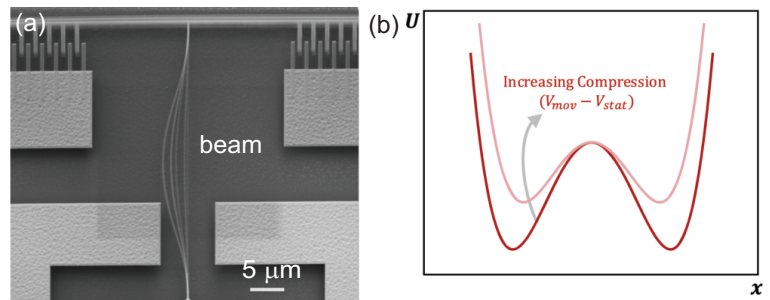 (a)
beam
5 μm
(b)
U
Increasing Compression
(V_mov − V_stat)
x